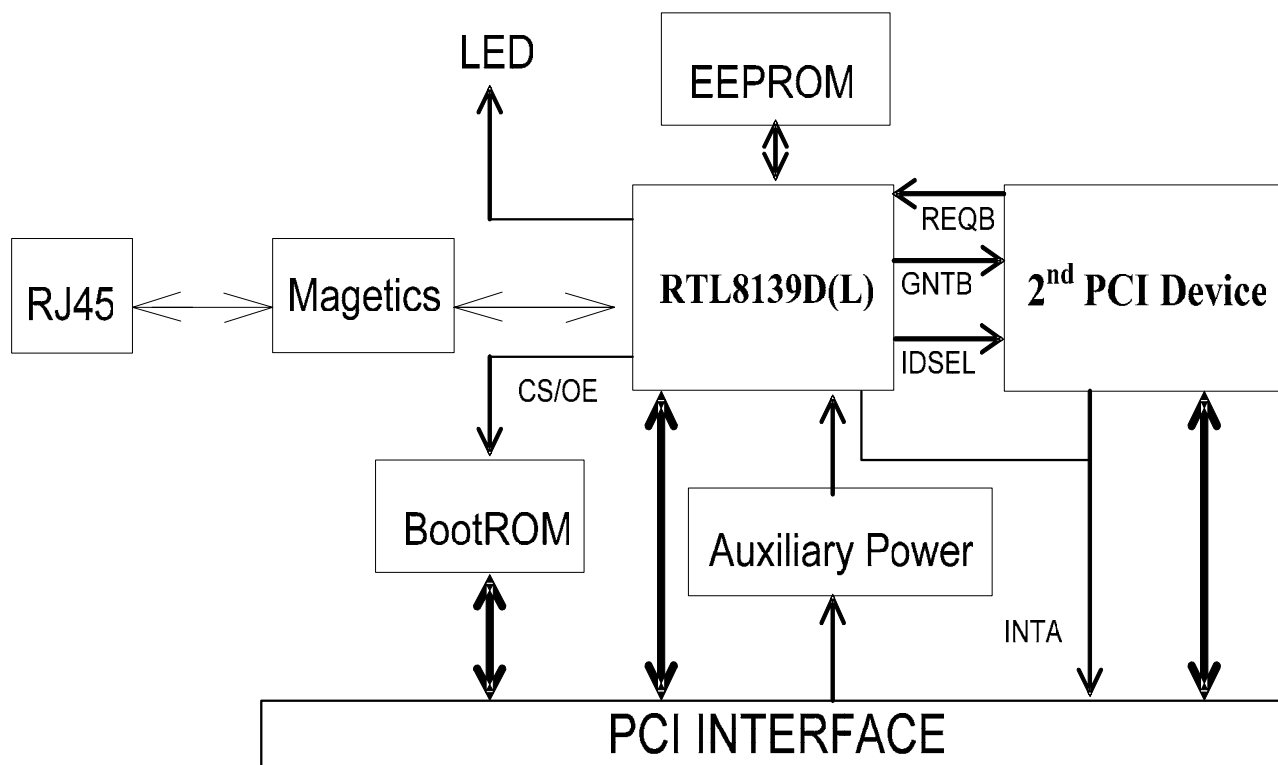 LED
EEPROM
REQB
RJ45
Magetics
RTL8139D(L)
GNTB
2nd PCI Device
IDSEL
CS/OE
BootROM
Auxiliary Power
INTA
PCI INTERFACE